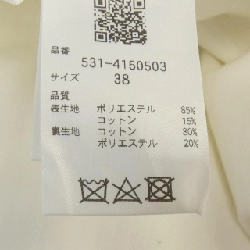 品番
531-4160503
サイズ
38
品質
表生地 ポリエステル 85%
コットン 15%
裏生地 コットン 80%
ポリエステル 20%